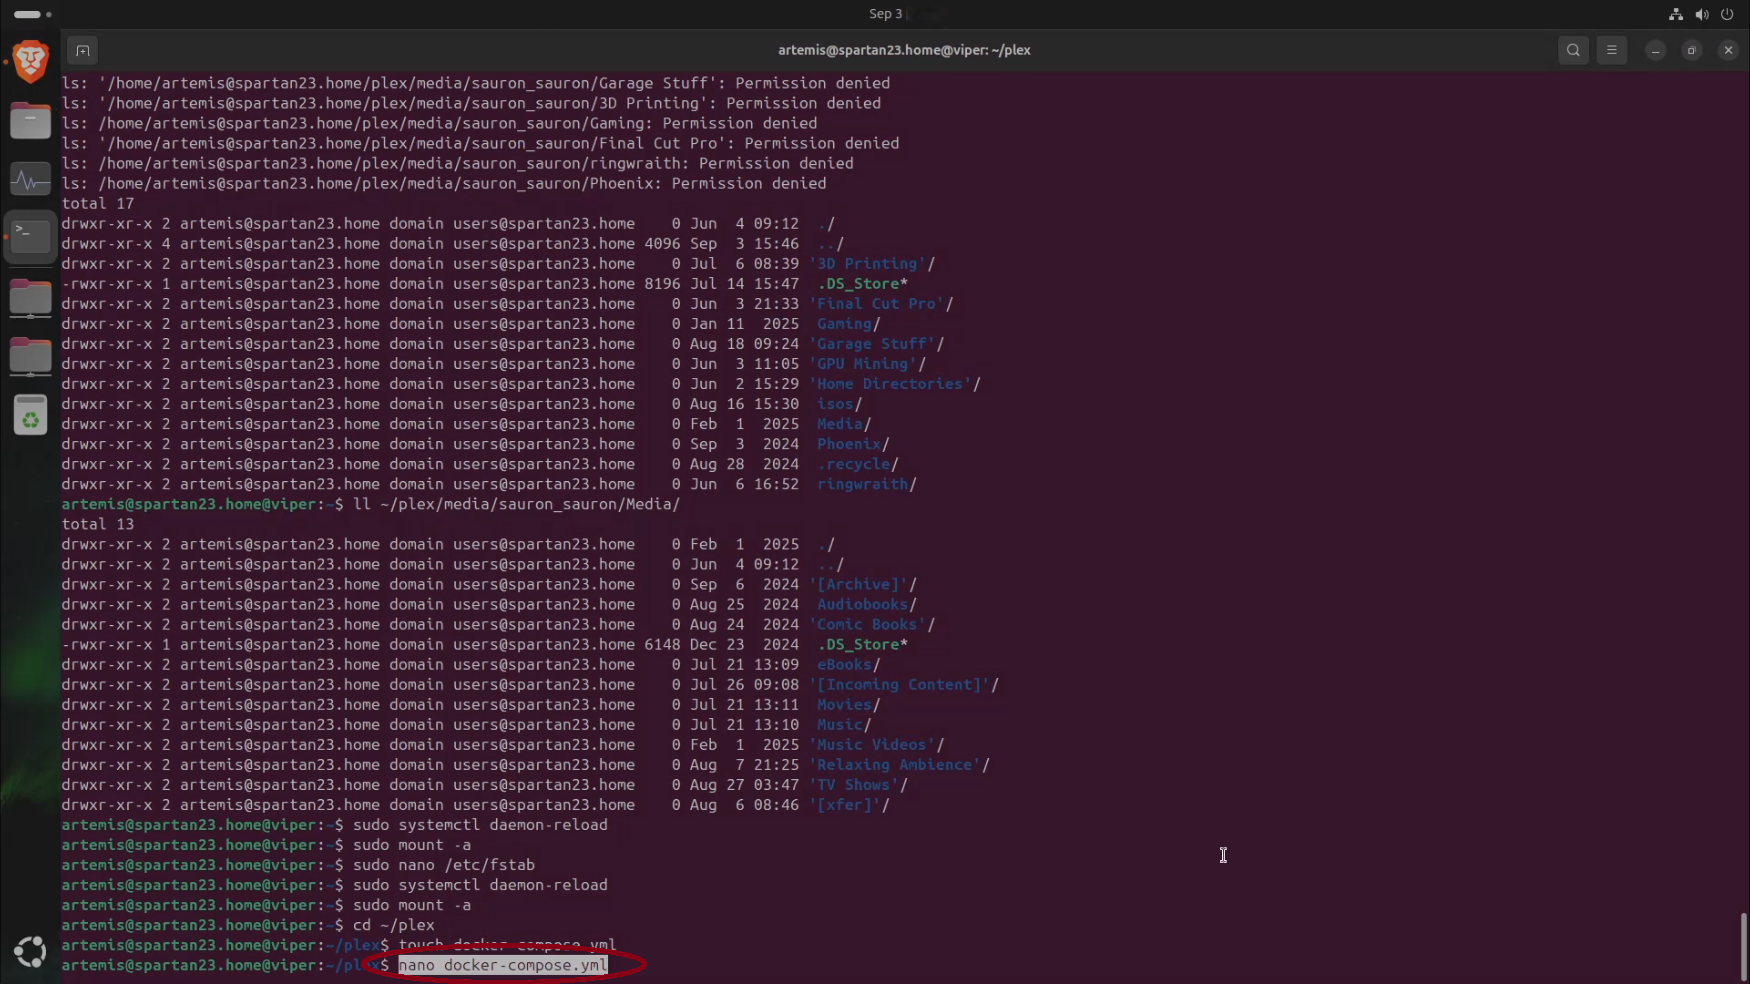 Sep 3
artemis@spartan23.home@viper: ~/plex
ls: '/home/artemis@spartan23.home/plex/media/sauron_sauron/Garage Stuff': Permission denied
ls: '/home/artemis@spartan23.home/plex/media/sauron_sauron/3D Printing': Permission denied
ls: /home/artemis@spartan23.home/plex/media/sauron_sauron/Gaming: Permission denied
ls: '/home/artemis@spartan23.home/plex/media/sauron_sauron/Final Cut Pro': Permission denied
ls: /home/artemis@spartan23.home/plex/media/sauron_sauron/ringwraith: Permission denied
ls: /home/artemis@spartan23.home/plex/media/sauron_sauron/Phoenix: Permission denied
total 17
drwxr-xr-x 2 artemis@spartan23.home domain users@spartan23.home    0 Jun  4 09:12  ./
drwxr-xr-x 4 artemis@spartan23.home domain users@spartan23.home 4096 Sep  3 15:46  ../
drwxr-xr-x 2 artemis@spartan23.home domain users@spartan23.home    0 Jul  6 08:39 '3D Printing'/
-rwxr-xr-x 1 artemis@spartan23.home domain users@spartan23.home 8196 Jul 14 15:47  .DS_Store*
drwxr-xr-x 2 artemis@spartan23.home domain users@spartan23.home    0 Jun  3 21:33 'Final Cut Pro'/
drwxr-xr-x 2 artemis@spartan23.home domain users@spartan23.home    0 Jan 11  2025  Gaming/
drwxr-xr-x 2 artemis@spartan23.home domain users@spartan23.home    0 Aug 18 09:24 'Garage Stuff'/
drwxr-xr-x 2 artemis@spartan23.home domain users@spartan23.home    0 Jun  3 11:05 'GPU Mining'/
drwxr-xr-x 2 artemis@spartan23.home domain users@spartan23.home    0 Jun  2 15:29 'Home Directories'/
drwxr-xr-x 2 artemis@spartan23.home domain users@spartan23.home    0 Aug 16 15:30  isos/
drwxr-xr-x 2 artemis@spartan23.home domain users@spartan23.home    0 Feb  1  2025  Media/
drwxr-xr-x 2 artemis@spartan23.home domain users@spartan23.home    0 Sep  3  2024  Phoenix/
drwxr-xr-x 2 artemis@spartan23.home domain users@spartan23.home    0 Aug 28  2024  .recycle/
drwxr-xr-x 2 artemis@spartan23.home domain users@spartan23.home    0 Jun  6 16:52  ringwraith/
artemis@spartan23.home@viper:~$ ll ~/plex/media/sauron_sauron/Media/
total 13
drwxr-xr-x 2 artemis@spartan23.home domain users@spartan23.home    0 Feb  1  2025  ./
drwxr-xr-x 2 artemis@spartan23.home domain users@spartan23.home    0 Jun  4 09:12  ../
drwxr-xr-x 2 artemis@spartan23.home domain users@spartan23.home    0 Sep  6  2024 '[Archive]'/
drwxr-xr-x 2 artemis@spartan23.home domain users@spartan23.home    0 Aug 25  2024  Audiobooks/
drwxr-xr-x 2 artemis@spartan23.home domain users@spartan23.home    0 Aug 24  2024 'Comic Books'/
-rwxr-xr-x 1 artemis@spartan23.home domain users@spartan23.home 6148 Dec 23  2024  .DS_Store*
drwxr-xr-x 2 artemis@spartan23.home domain users@spartan23.home    0 Jul 21 13:09  eBooks/
drwxr-xr-x 2 artemis@spartan23.home domain users@spartan23.home    0 Jul 26 09:08 '[Incoming Content]'/
drwxr-xr-x 2 artemis@spartan23.home domain users@spartan23.home    0 Jul 21 13:11  Movies/
drwxr-xr-x 2 artemis@spartan23.home domain users@spartan23.home    0 Jul 21 13:10  Music/
drwxr-xr-x 2 artemis@spartan23.home domain users@spartan23.home    0 Feb  1  2025 'Music Videos'/
drwxr-xr-x 2 artemis@spartan23.home domain users@spartan23.home    0 Aug  7 21:25 'Relaxing Ambience'/
drwxr-xr-x 2 artemis@spartan23.home domain users@spartan23.home    0 Aug 27 03:47 'TV Shows'/
drwxr-xr-x 2 artemis@spartan23.home domain users@spartan23.home    0 Aug  6 08:46 '[xfer]'/
artemis@spartan23.home@viper:~$ sudo systemctl daemon-reload
artemis@spartan23.home@viper:~$ sudo mount -a
artemis@spartan23.home@viper:~$ sudo nano /etc/fstab
artemis@spartan23.home@viper:~$ sudo systemctl daemon-reload
artemis@spartan23.home@viper:~$ sudo mount -a
artemis@spartan23.home@viper:~$ cd ~/plex
artemis@spartan23.home@viper:~/plex$ touch docker-compose.yml
artemis@spartan23.home@viper:~/plex$ nano docker-compose.yml